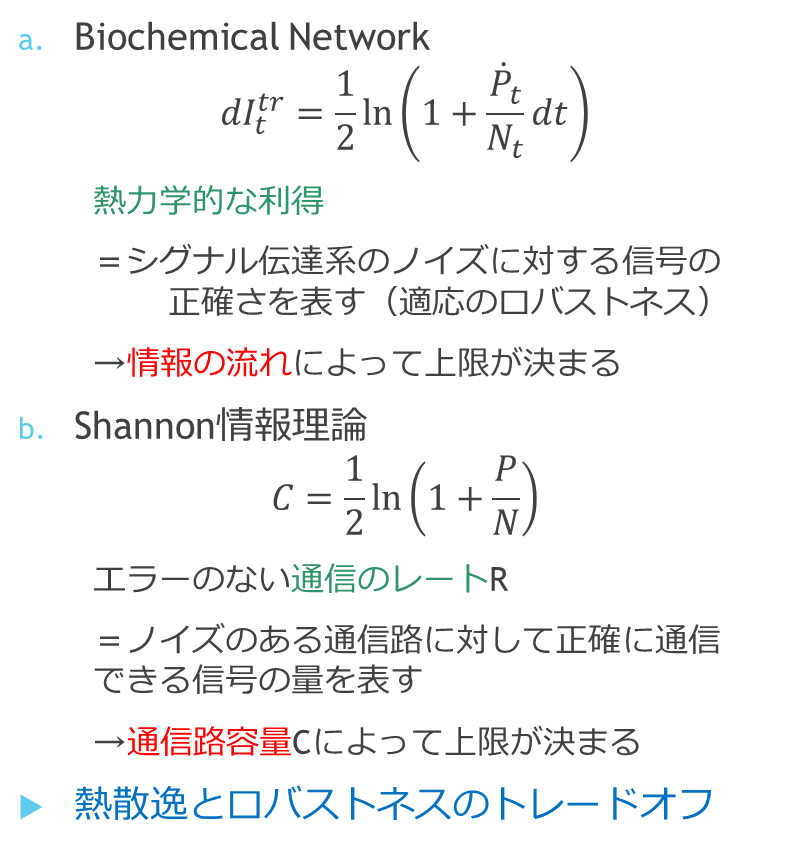 a. Biochemical Network
dI_t^{tr} = \frac{1}{2} \ln \left( 1 + \frac{\dot{P}_t}{N_t} dt \right)
熱力学的な利得
＝シグナル伝達系のノイズに対する信号の
正確さを表す（適応のロバストネス）
→情報の流れによって上限が決まる
b. Shannon情報理論
C = \frac{1}{2} \ln \left( 1 + \frac{P}{N} \right)
エラーのない通信のレートR
＝ノイズのある通信路に対して正確に通信
できる信号の量を表す
→通信路容量Cによって上限が決まる
▶ 熱散逸とロバストネスのトレードオフ